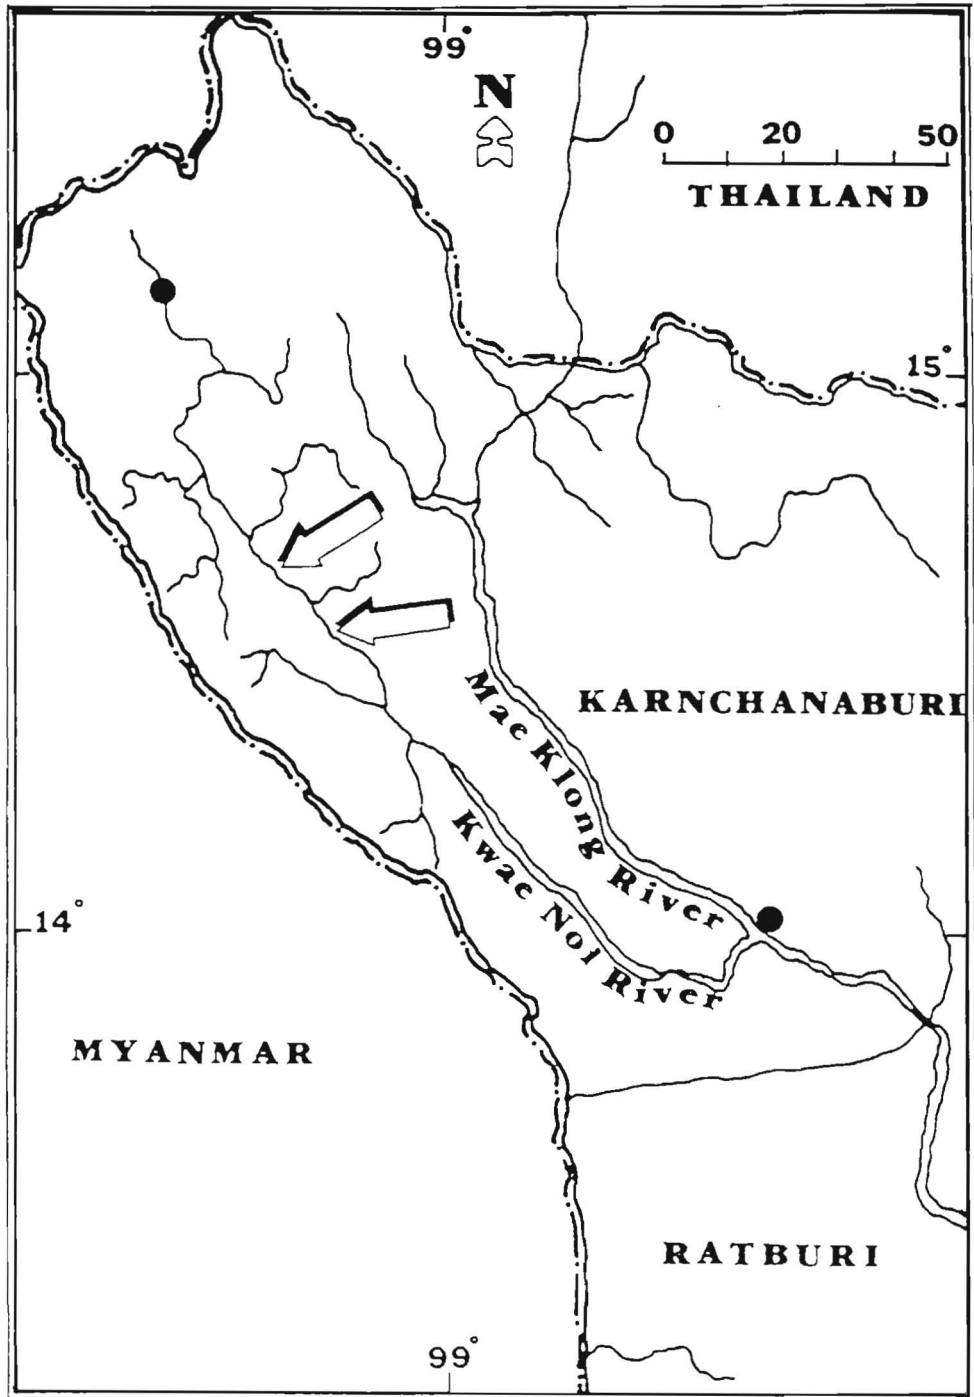 99°
N
0 20 50
THAILAND
15°
KARNCHANABURI
Mae Klong River
Kwae Noi River
14°
MYANMAR
RATBURI
99°